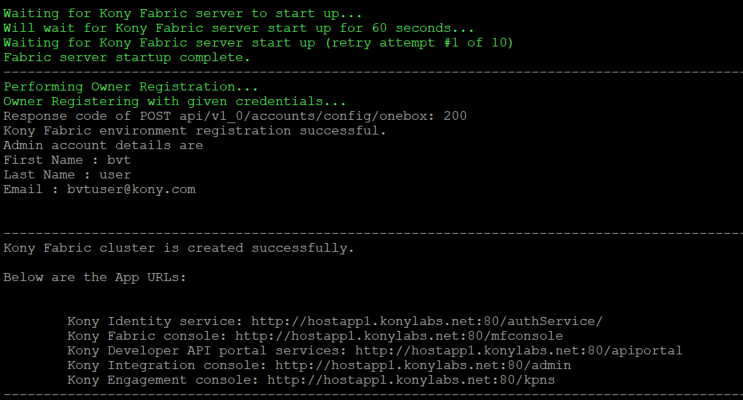 Waiting for Kony Fabric server to start up...
Will wait for Kony Fabric server start up for 60 seconds...
Waiting for Kony Fabric server start up (retry attempt #1 of 10)
Fabric server startup complete.
Performing Owner Registration...
Owner Registering with given credentials...
Response code of POST api/v1_0/accounts/config/onebox: 200
Kony Fabric environment registration successful.
Admin account details are
First Name : bvt
Last Name : user
Email : bvtuser@kony.com
Kony Fabric cluster is created successfully.
Below are the App URLs:
Kony Identity service: http://hostapp1.konylabs.net:80/authService/
Kony Fabric console: http://hostapp1.konylabs.net:80/mfconsole
Kony Developer API portal services: http://hostapp1.konylabs.net:80/apiportal
Kony Integration console: http://hostapp1.konylabs.net:80/admin
Kony Engagement console: http://hostapp1.konylabs.net:80/kpns